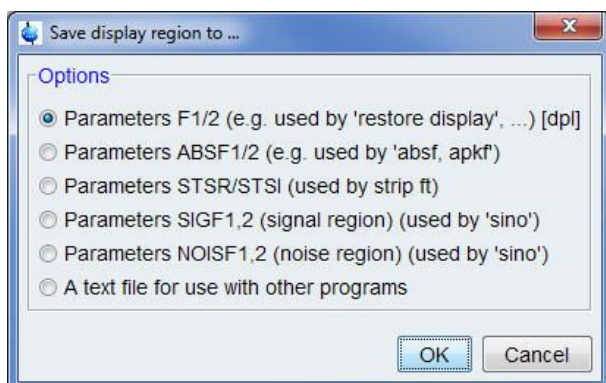 Save display region to ...
Options
Parameters F1/2 (e.g. used by 'restore display', ...) [dpl]
Parameters ABSF1/2 (e.g. used by 'absf, apkf')
Parameters STSR/STSI (used by strip ft)
Parameters SIGF1,2 (signal region) (used by 'sino')
Parameters NOISF1,2 (noise region) (used by 'sino')
A text file for use with other programs
OK Cancel